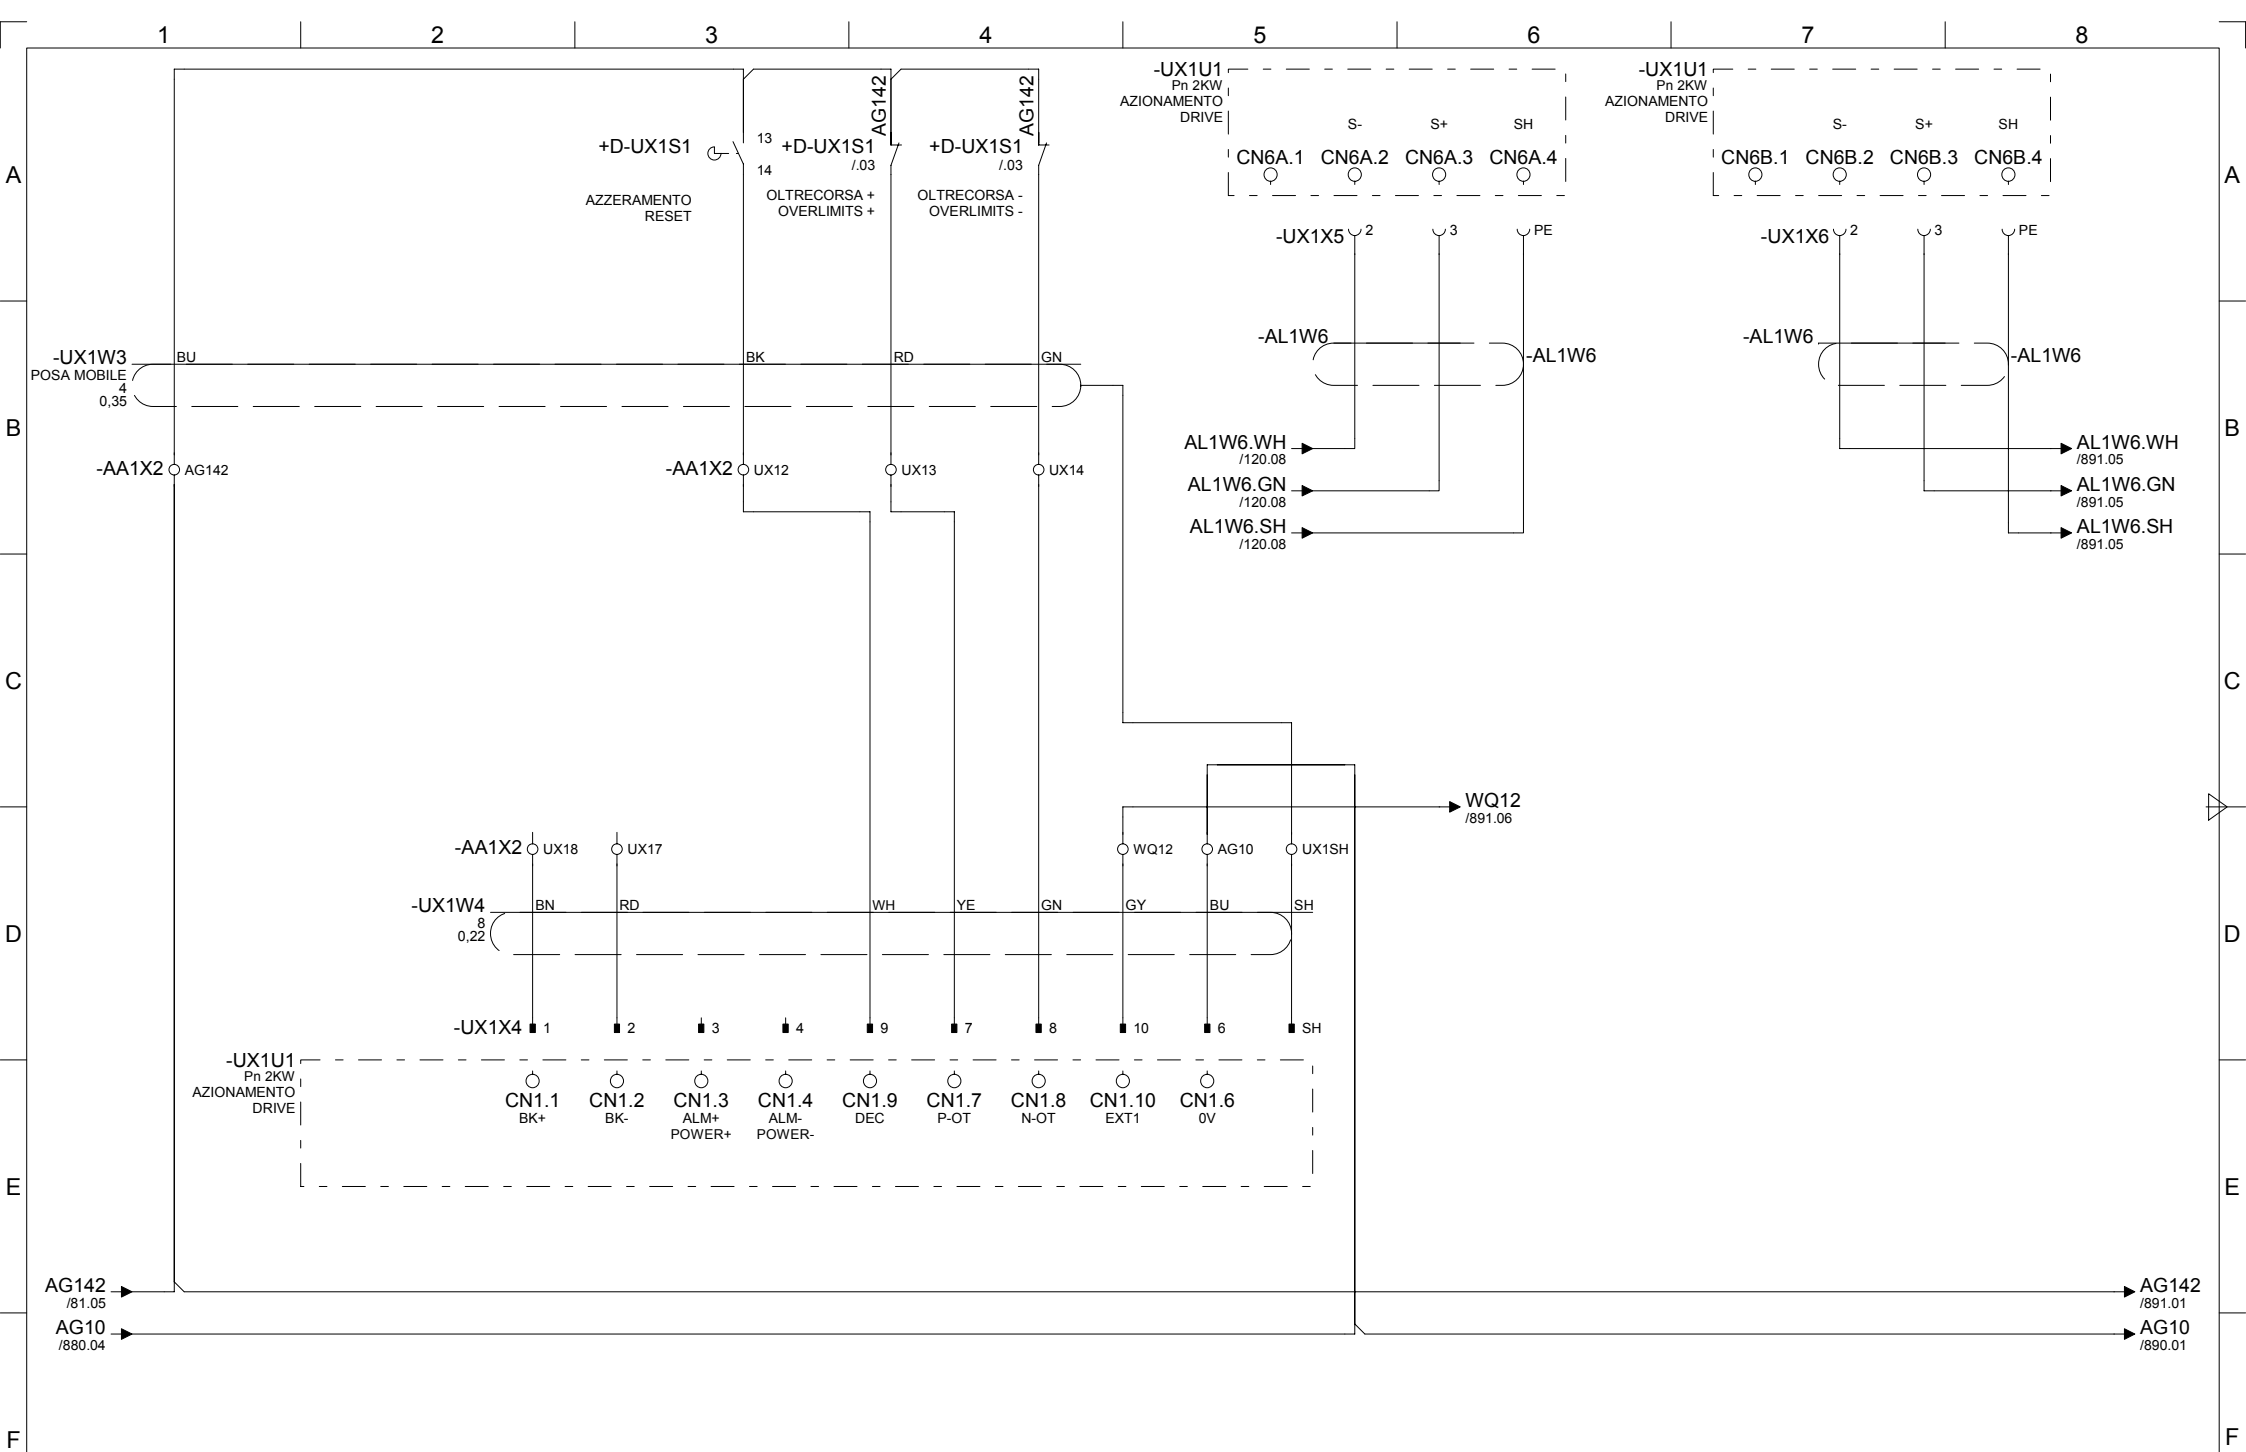 1 2 3 4 5 6 7 8
A A
B B
C C
D D
E E
F F
+D-UX1S1
13
14
AZZERAMENTO
RESET
AG142
+D-UX1S1
/.03
OLTRECORSA +
OVERLIMITS +
AG142
+D-UX1S1
/.03
OLTRECORSA -
OVERLIMITS -
-UX1U1
Pn 2KW
AZIONAMENTO
DRIVE
S- S+ SH
CN6A.1 CN6A.2 CN6A.3 CN6A.4
-UX1X5 2 3 PE
-AL1W6
-AL1W6
AL1W6.WH
/120.08
AL1W6.GN
/120.08
AL1W6.SH
/120.08
-UX1U1
Pn 2KW
AZIONAMENTO
DRIVE
S- S+ SH
CN6B.1 CN6B.2 CN6B.3 CN6B.4
-UX1X6 2 3 PE
-AL1W6
-AL1W6
AL1W6.WH
/891.05
AL1W6.GN
/891.05
AL1W6.SH
/891.05
-UX1W3
POSA MOBILE
4
0,35
BU BK RD GN
-AA1X2 AG142
-AA1X2 UX12 UX13 UX14
WQ12
/891.06
-AA1X2 UX18 UX17 WQ12 AG10 UX1SH
-UX1W4
8
0,22
BN RD WH YE GN GY BU SH
-UX1X4 1 2 3 4 9 7 8 10 6 SH
-UX1U1
Pn 2KW
AZIONAMENTO
DRIVE
CN1.1 CN1.2 CN1.3 CN1.4 CN1.9 CN1.7 CN1.8 CN1.10 CN1.6
BK+ BK- ALM+ ALM- DEC P-OT N-OT EXT1 0V
POWER+ POWER-
AG142
/81.05
AG142
/891.01
AG10
/880.04
AG10
/890.01